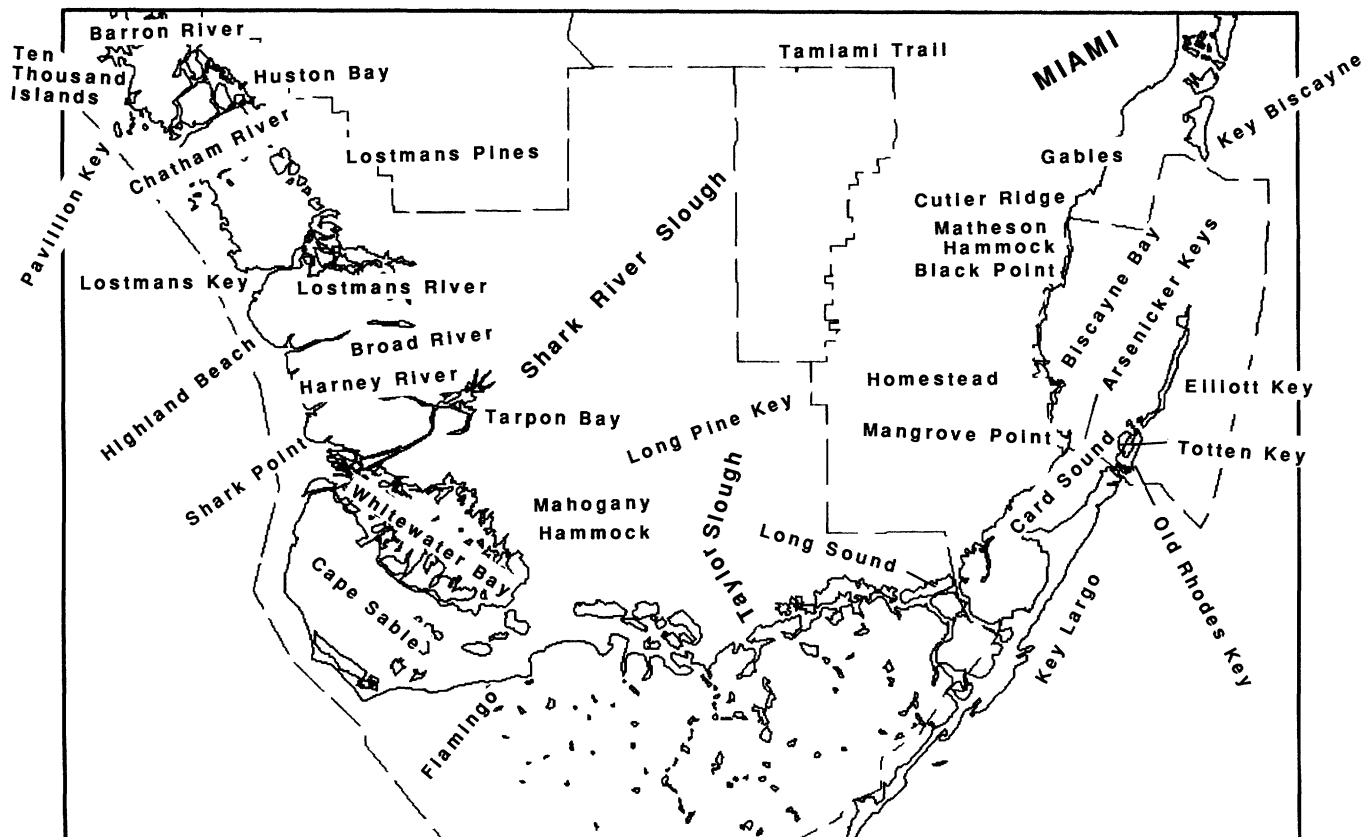 Barron River
Ten
Thousand
Islands
Huston Bay
Tamiami Trail
MIAMI
Key Biscayne
Pavilion Key
Chatham River
Lostmans Pines
Gables
Cutler Ridge
Matheson
Hammock
Black Point
Shark River Slough
Biscayne Bay
Arsenicker Keys
Lostmans Key
Lostmans River
Broad River
Highland Beach
Harney River
Tarpon Bay
Long Pine Key
Homestead
Elliott Key
Mangrove Point
Totten Key
Shark Point
Whitewater Bay
Mahogany
Hammock
Taylor Slough
Card Sound
Long Sound
Old Rhodes Key
Cape Sable
Key Largo
Flamingo